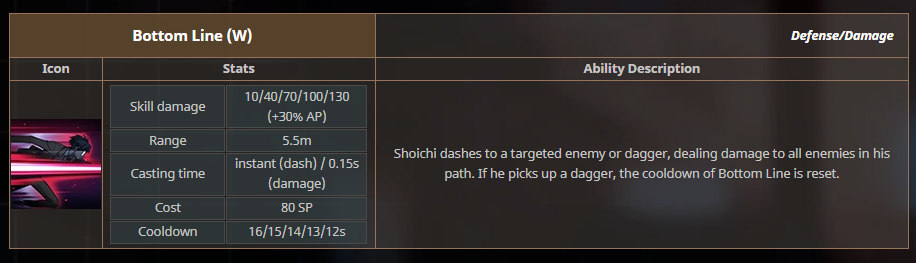 Bottom Line (W)
Defense/Damage
Icon
Stats
Ability Description
Skill damage
10/40/70/100/130
(+30% AP)
Range
5.5m
Casting time
instant (dash) / 0.15s
(damage)
Cost
80 SP
Cooldown
16/15/14/13/12s
Shoichi dashes to a targeted enemy or dagger, dealing damage to all enemies in his
path. If he picks up a dagger, the cooldown of Bottom Line is reset.